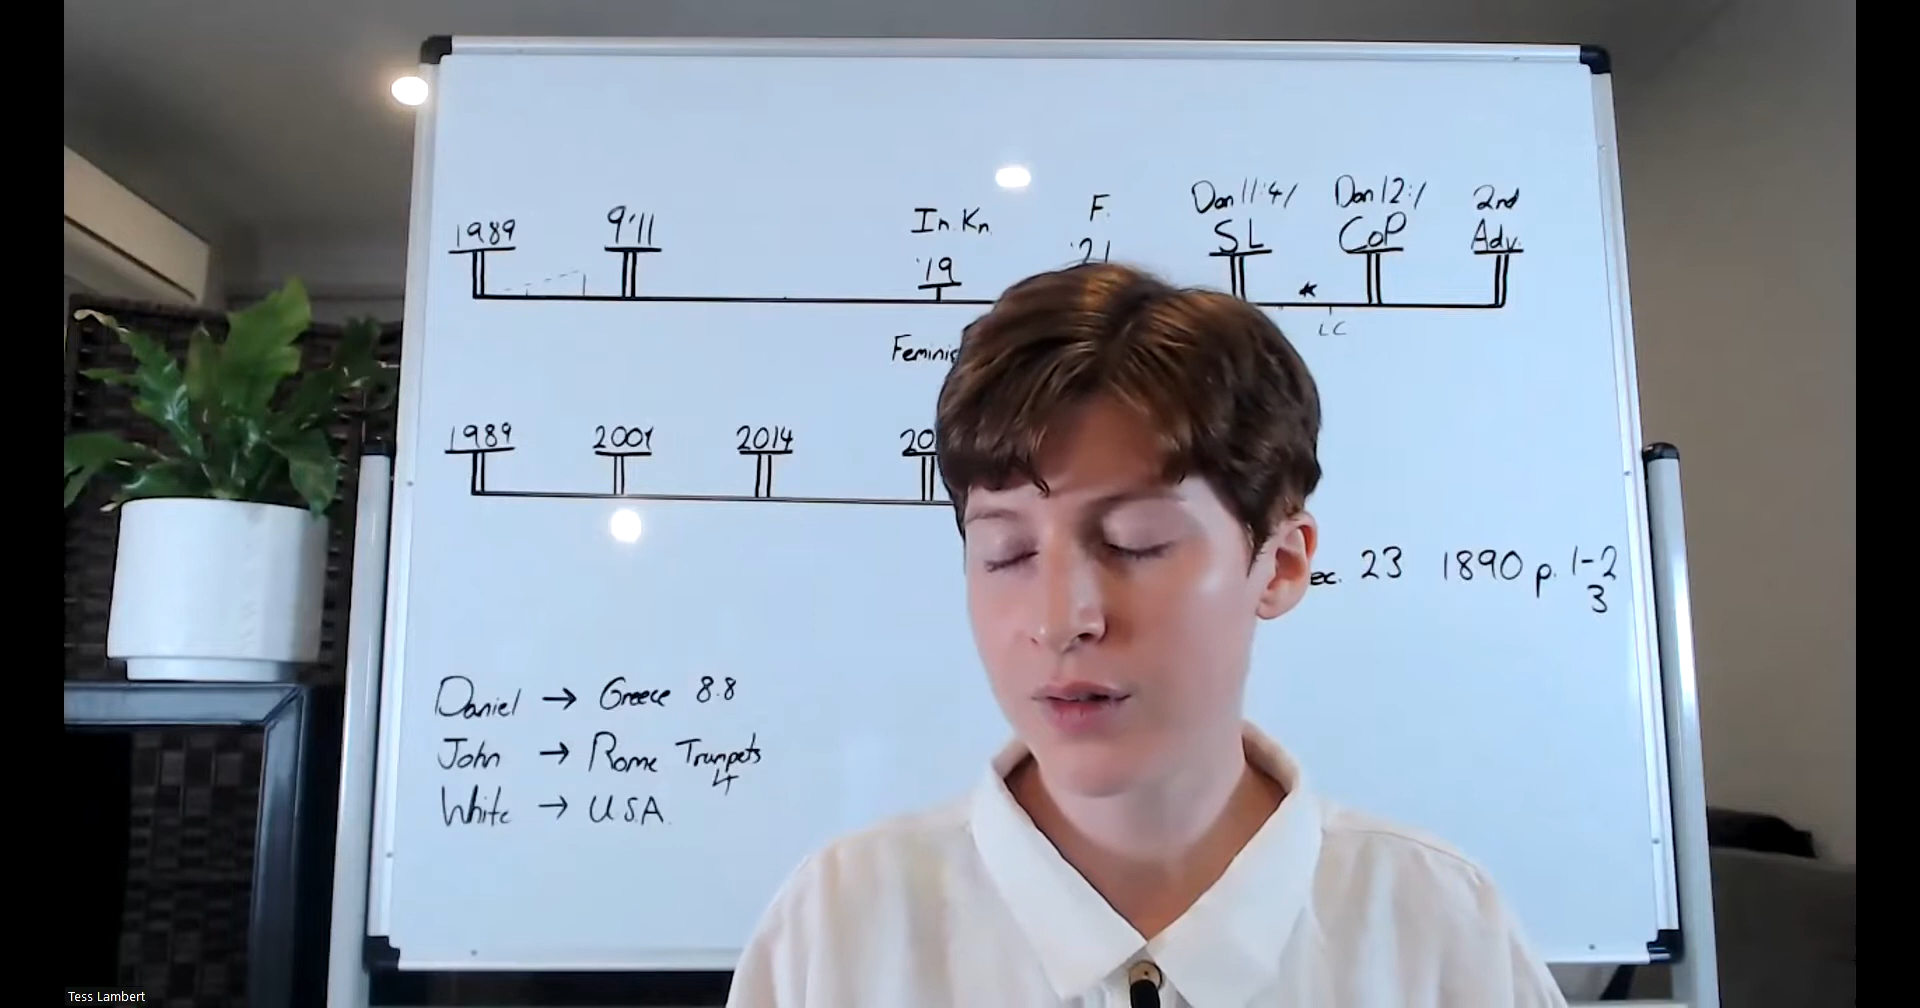 Dan 11:41 Dan 12:1 2nd
1989 9'11 In. Kn. F. SL CoP Adv.
'19 '21
LC
Feminis
1989 2001 2014 20
ec. 23 1890 p. 1-2
3
Daniel → Greece 8.8
John → Rome Trumpets
4
White → U.S.A.
Tess Lambert